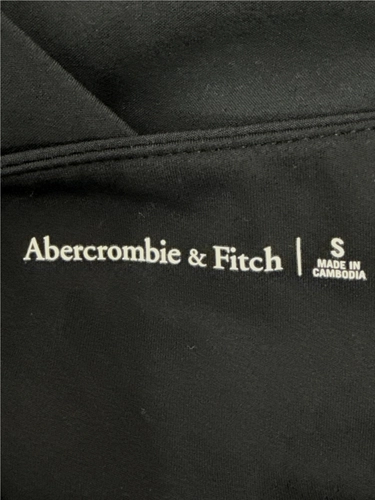 Abercrombie & Fitch | S
MADE IN
CAMBODIA